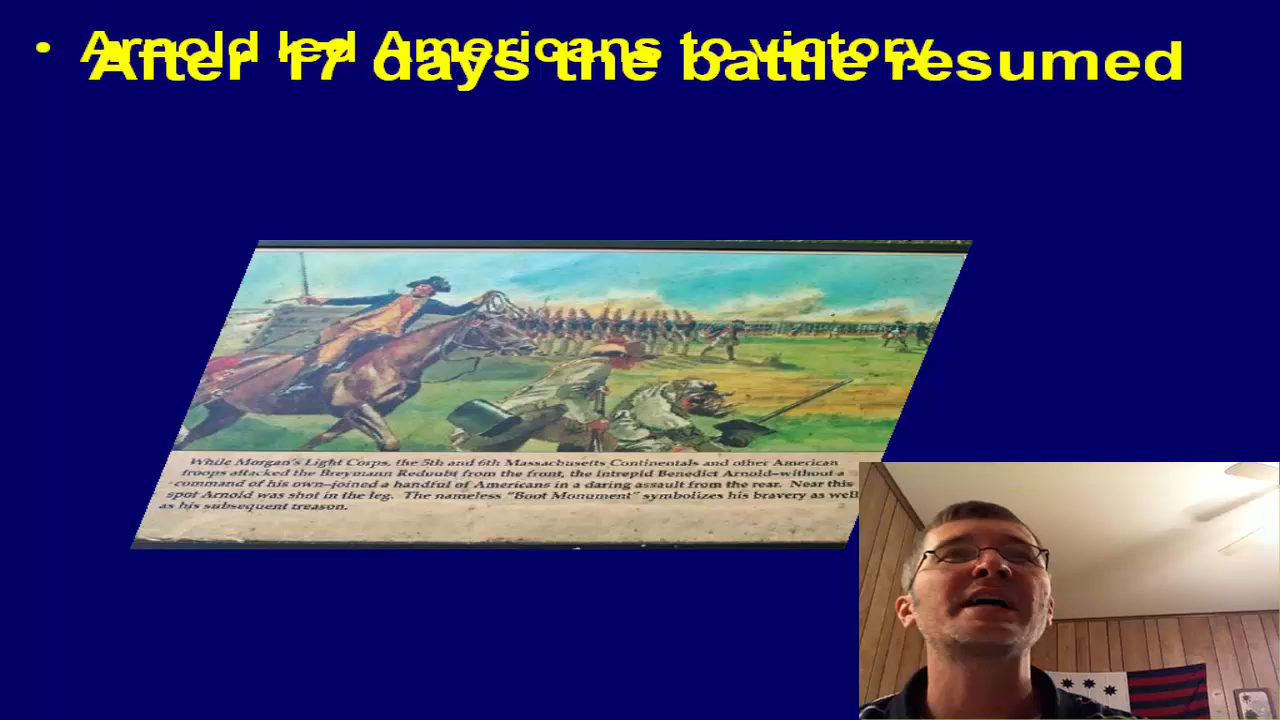 • Arnold led Americans to victory
After 17 days the battle resumed
While Morgan's Light Corps, the 5th and 6th Massachusetts Continentals and other American
troops attacked the Breymann Redoubt from the front, the intrepid Benedict Arnold–without a
command of his own–joined a handful of Americans in a daring assault from the rear. Near this
spot Arnold was shot in the leg. The nameless "Boot Monument" symbolizes his bravery as well
as his subsequent treason.